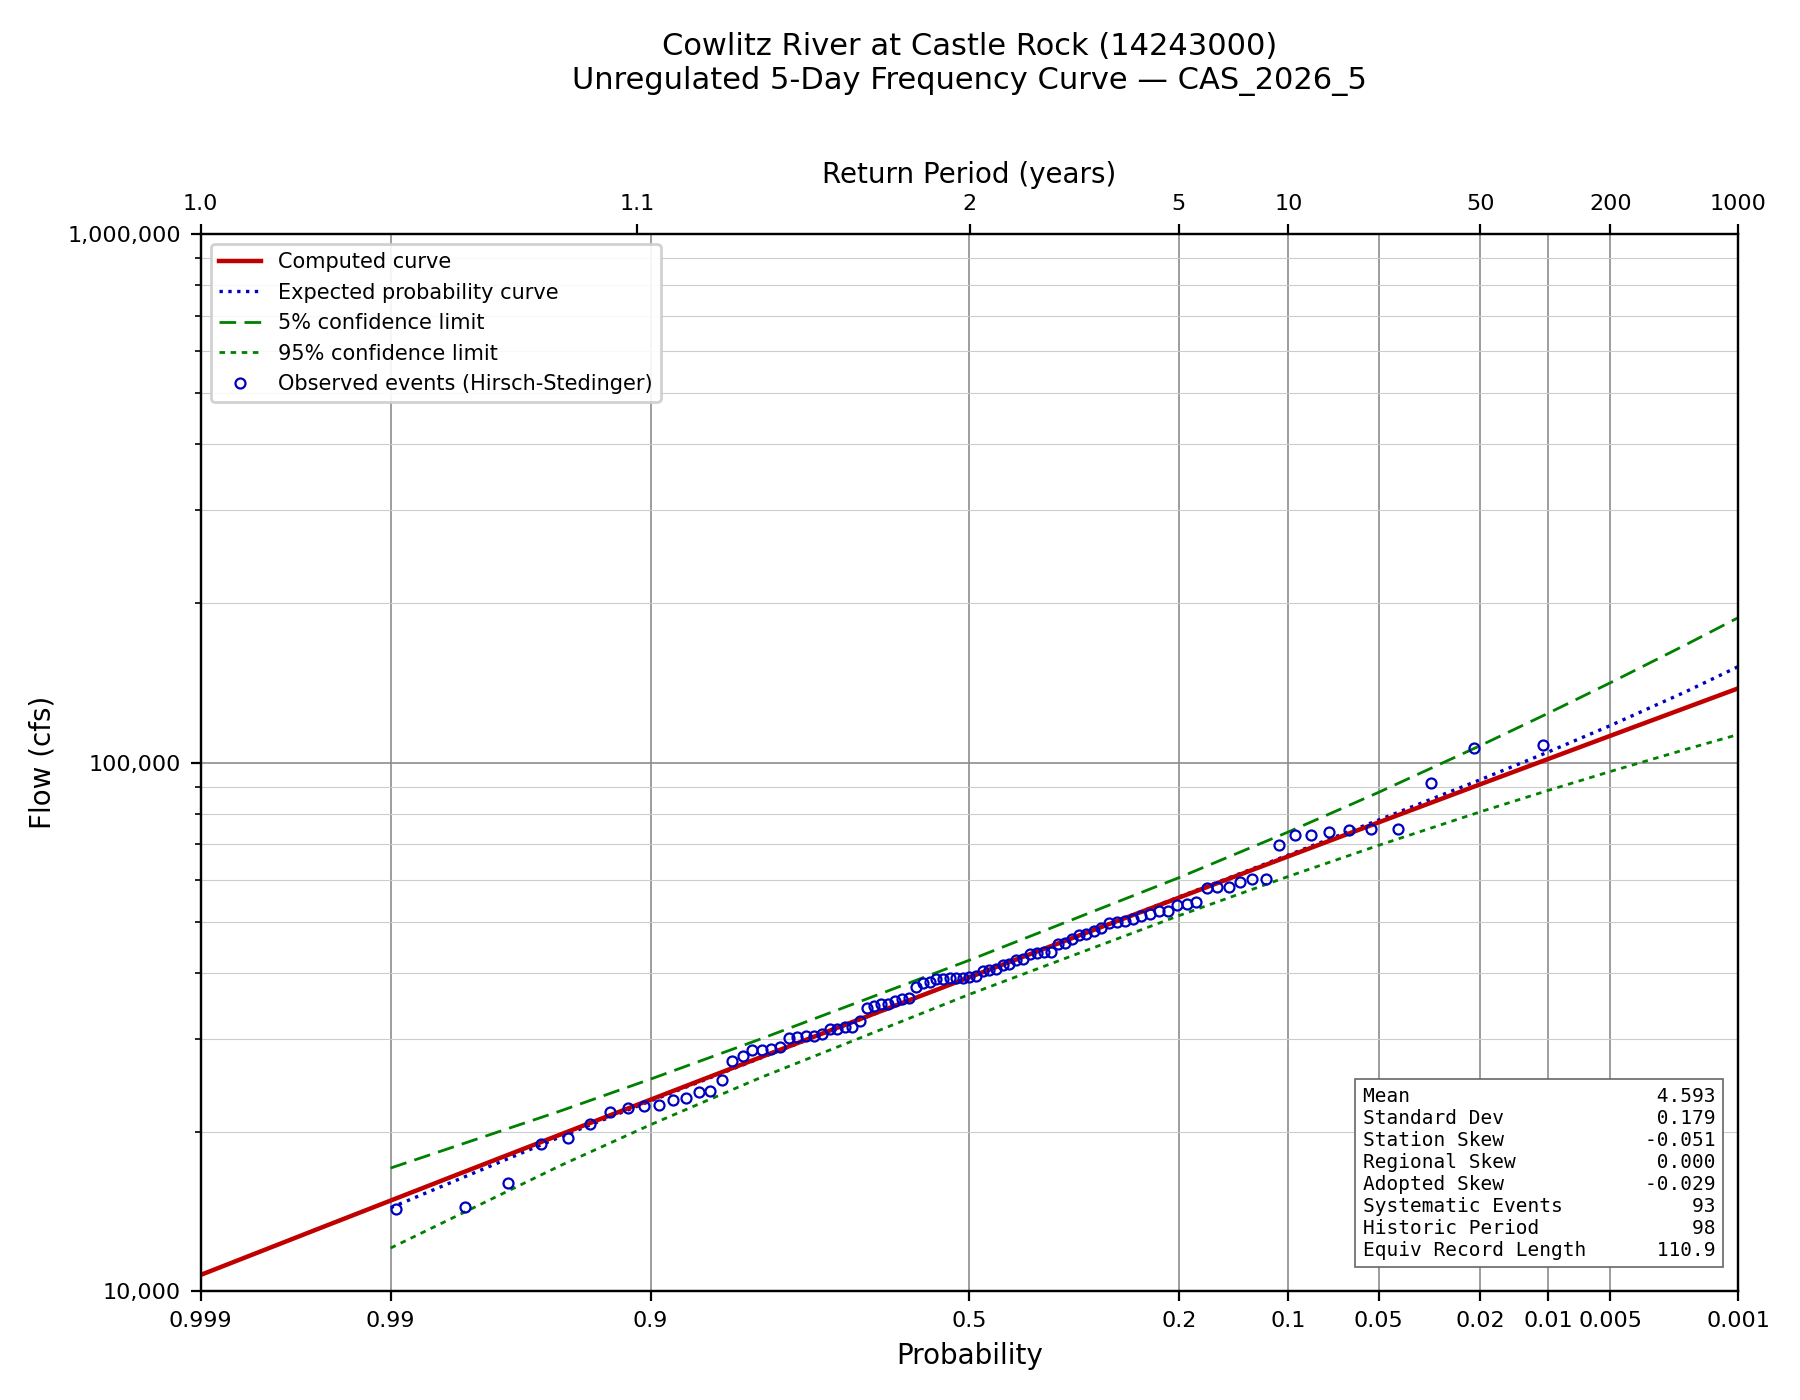 Cowlitz River at Castle Rock (14243000)
Unregulated 5-Day Frequency Curve — CAS_2026_5
Return Period (years)
1.0 1.1 2 5 10 50 200 1000
1,000,000
100,000
10,000
Flow (cfs)
Computed curve
Expected probability curve
5% confidence limit
95% confidence limit
Observed events (Hirsch-Stedinger)
Mean 4.593
Standard Dev 0.179
Station Skew -0.051
Regional Skew 0.000
Adopted Skew -0.029
Systematic Events 93
Historic Period 98
Equiv Record Length 110.9
0.999 0.99 0.9 0.5 0.2 0.1 0.05 0.02 0.01 0.005 0.001
Probability